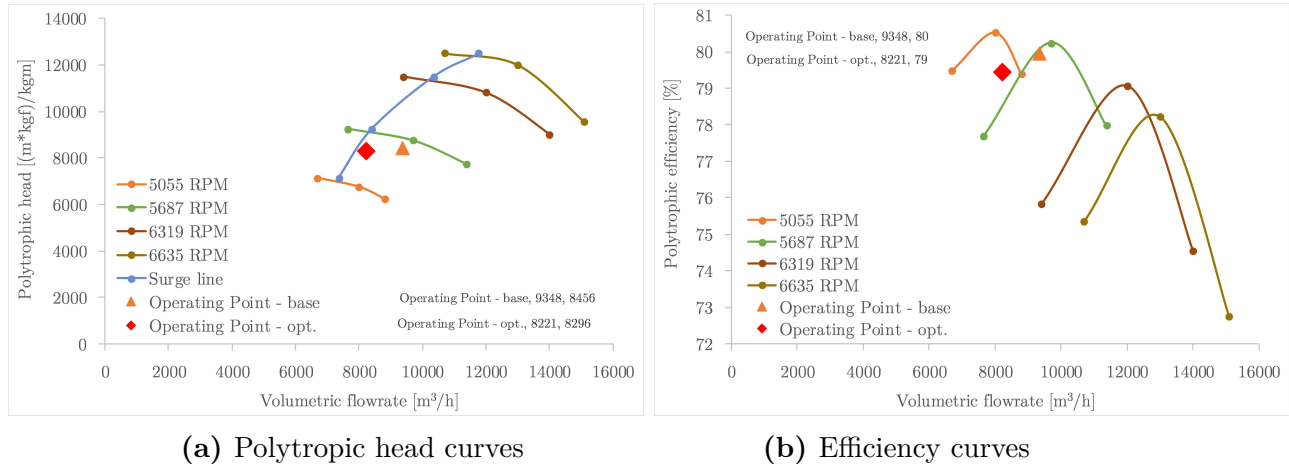 Polytrophic head [(m*kgf)/kgm]
14000
12000
10000
8000
6000
4000
2000
0
5055 RPM
5687 RPM
6319 RPM
6635 RPM
Surge line
Operating Point - base
Operating Point - opt.
Operating Point - base, 9348, 8456
Operating Point - opt., 8221, 8296
0 2000 4000 6000 8000 10000 12000 14000 16000
Volumetric flowrate [m³/h]
(a) Polytropic head curves
Polytrophic efficiency [%]
81
80
79
78
77
76
75
74
73
72
Operating Point - base, 9348, 80
Operating Point - opt., 8221, 79
5055 RPM
5687 RPM
6319 RPM
6635 RPM
Operating Point - base
Operating Point - opt.
0 2000 4000 6000 8000 10000 12000 14000 16000
Volumetric flowrate [m³/h]
(b) Efficiency curves